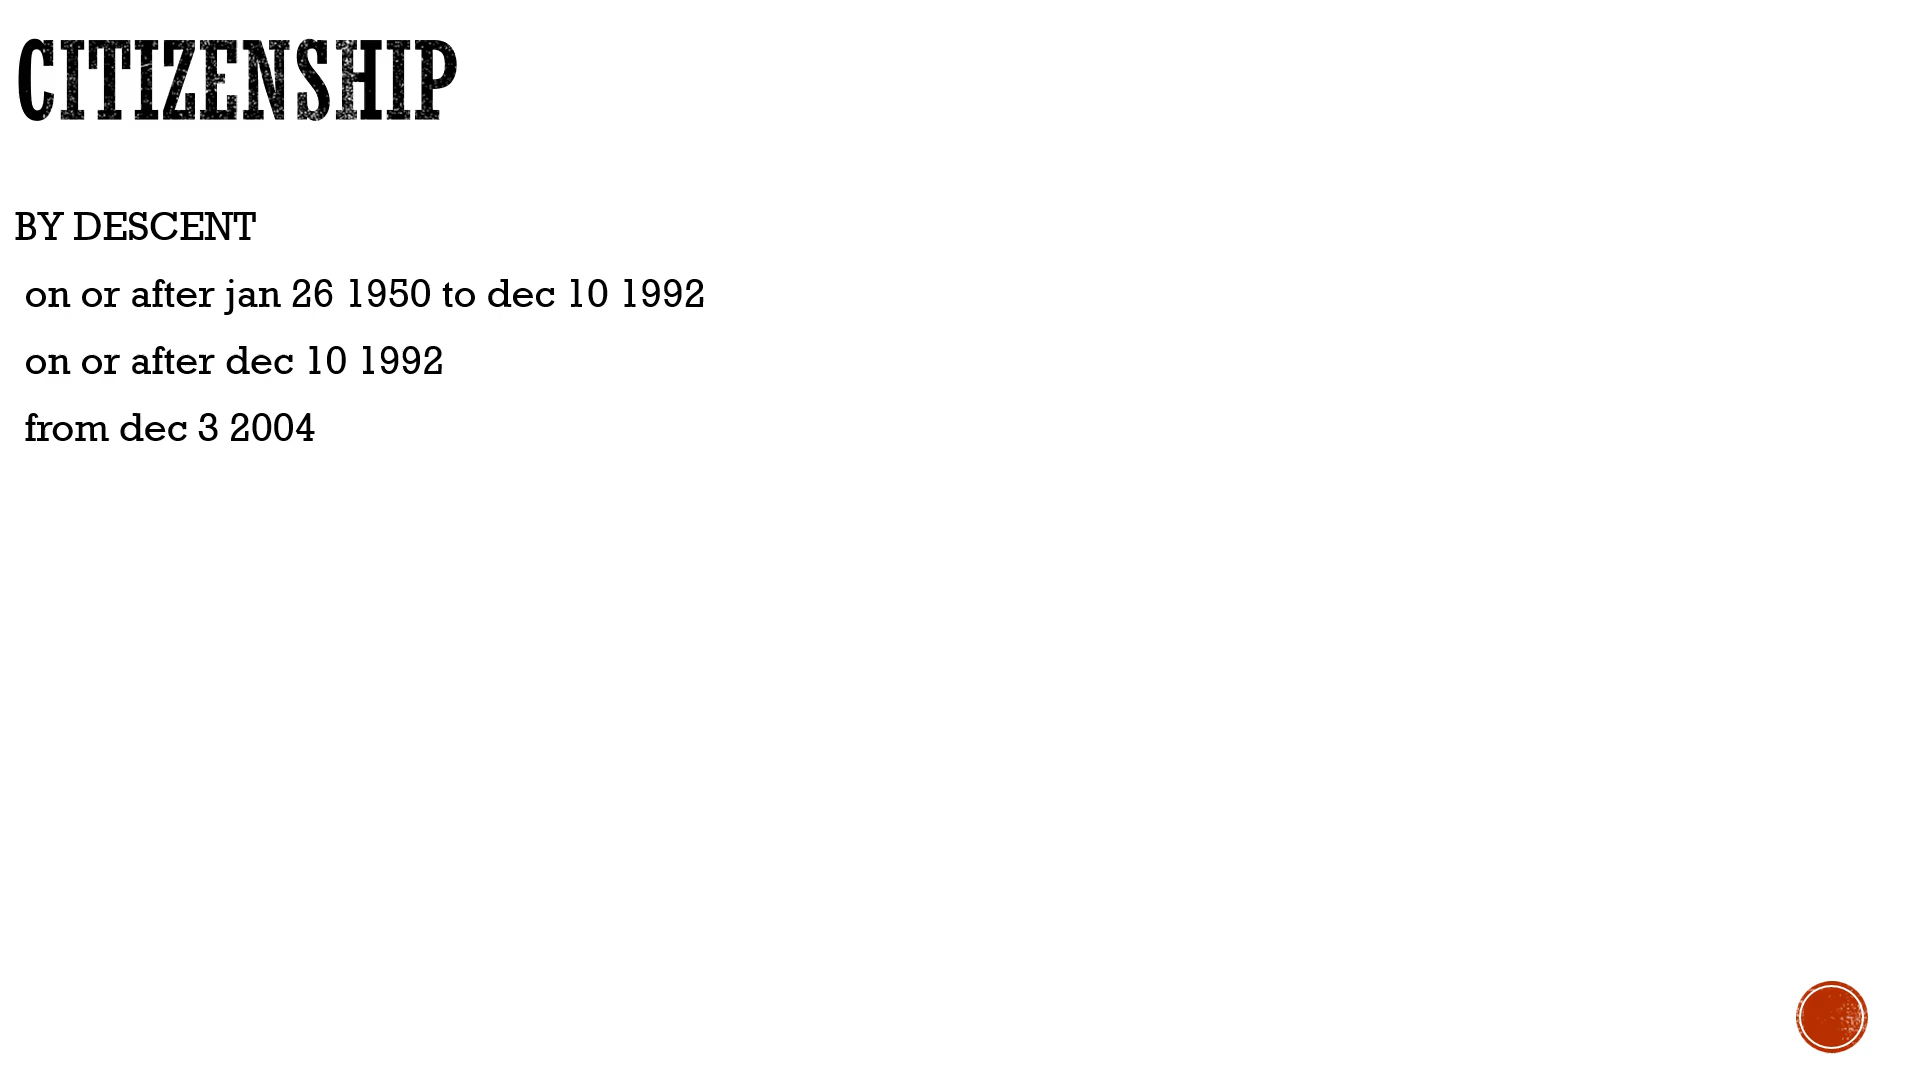 CITIZENSHIP
BY DESCENT
on or after jan 26 1950 to dec 10 1992
on or after dec 10 1992
from dec 3 2004